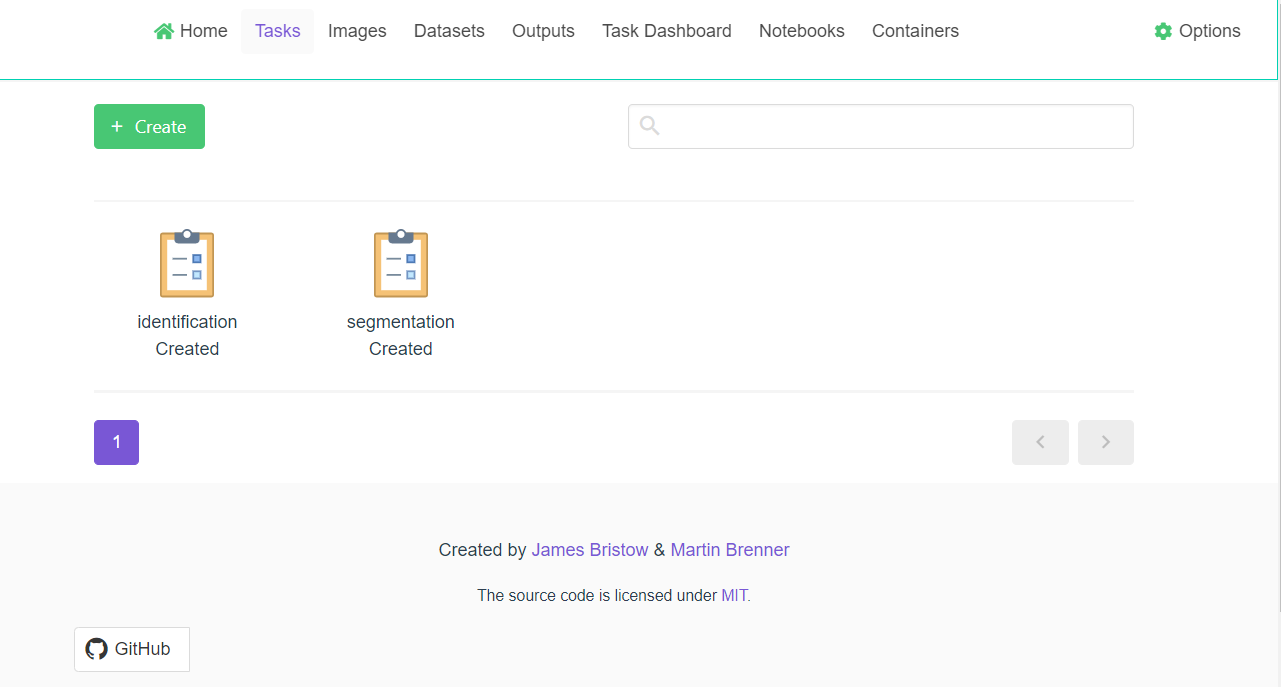 Home Tasks Images Datasets Outputs Task Dashboard Notebooks Containers Options
+ Create
identification segmentation
Created Created
1
Created by James Bristow & Martin Brenner
The source code is licensed under MIT.
GitHub